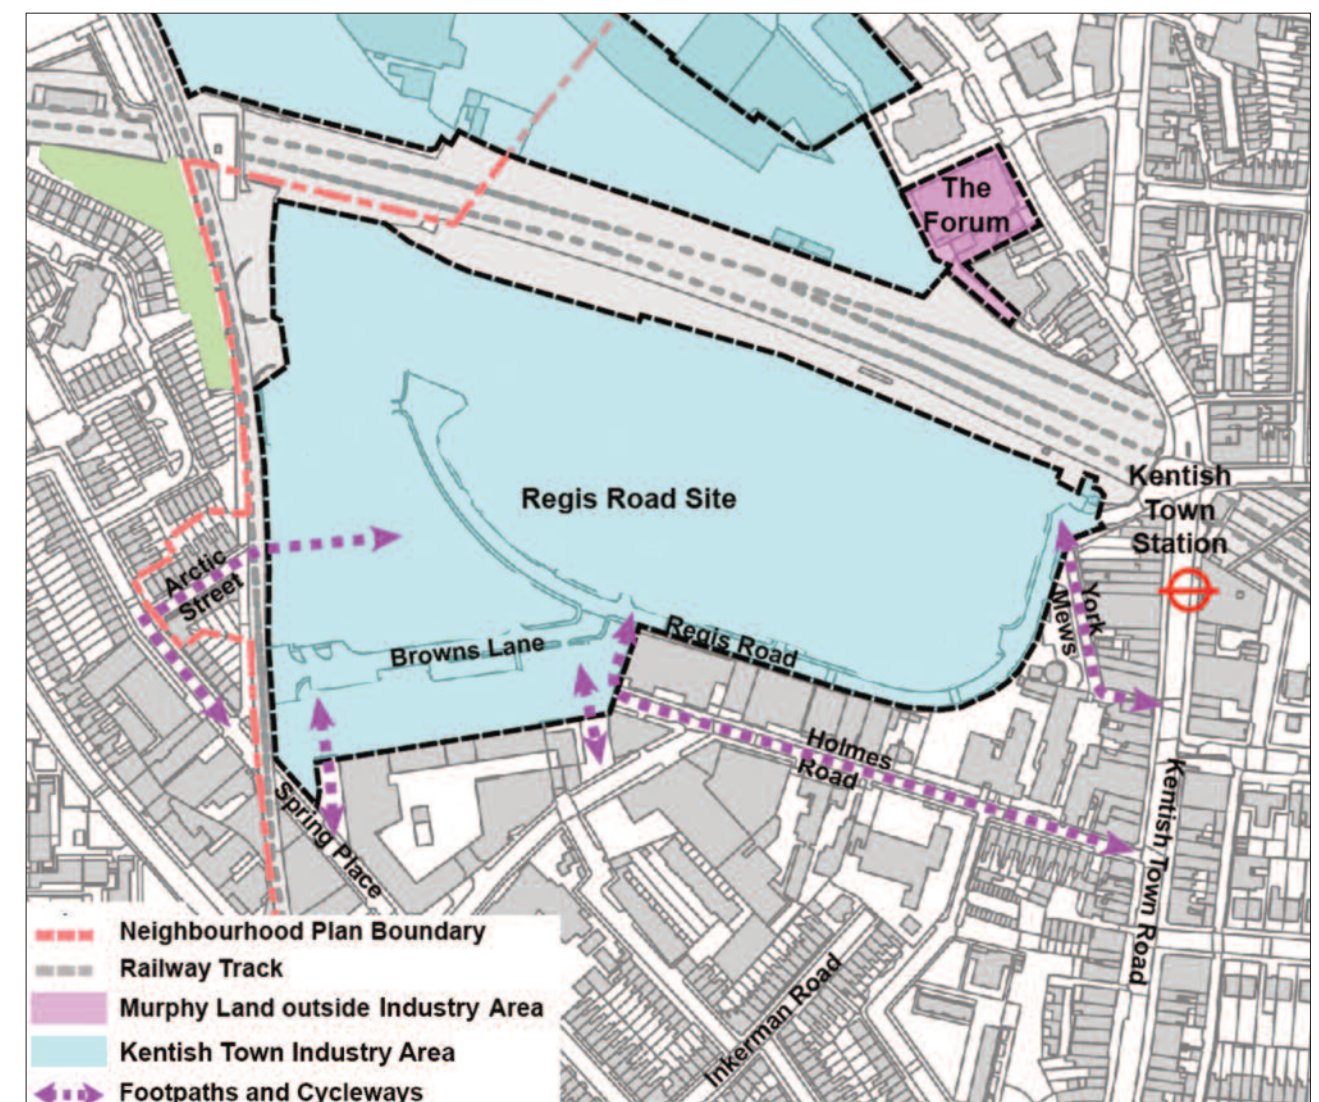 The
Forum
Regis Road Site
Kentish
Town
Station
Arctic
Street
York
Mews
Regis Road
Browns Lane
Holmes
Road
Spring Place
Kentish Town Road
Inkerman Road
Neighbourhood Plan Boundary
Railway Track
Murphy Land outside Industry Area
Kentish Town Industry Area
Footpaths and Cycleways